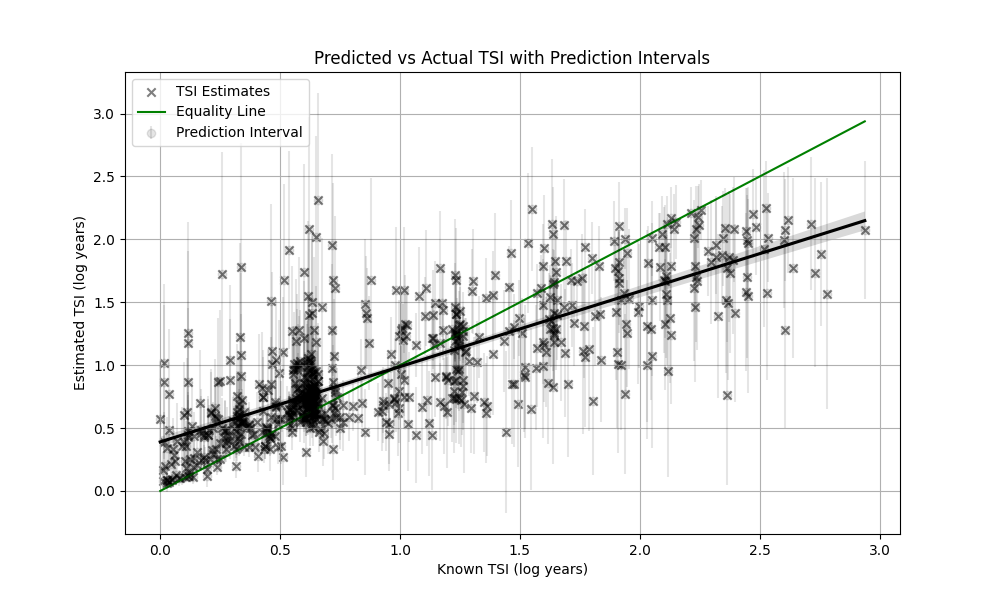 Predicted vs Actual TSI with Prediction Intervals
TSI Estimates
Equality Line
Prediction Interval
3.0
2.5
2.0
1.5
1.0
0.5
0.0
Estimated TSI (log years)
0.0 0.5 1.0 1.5 2.0 2.5 3.0
Known TSI (log years)